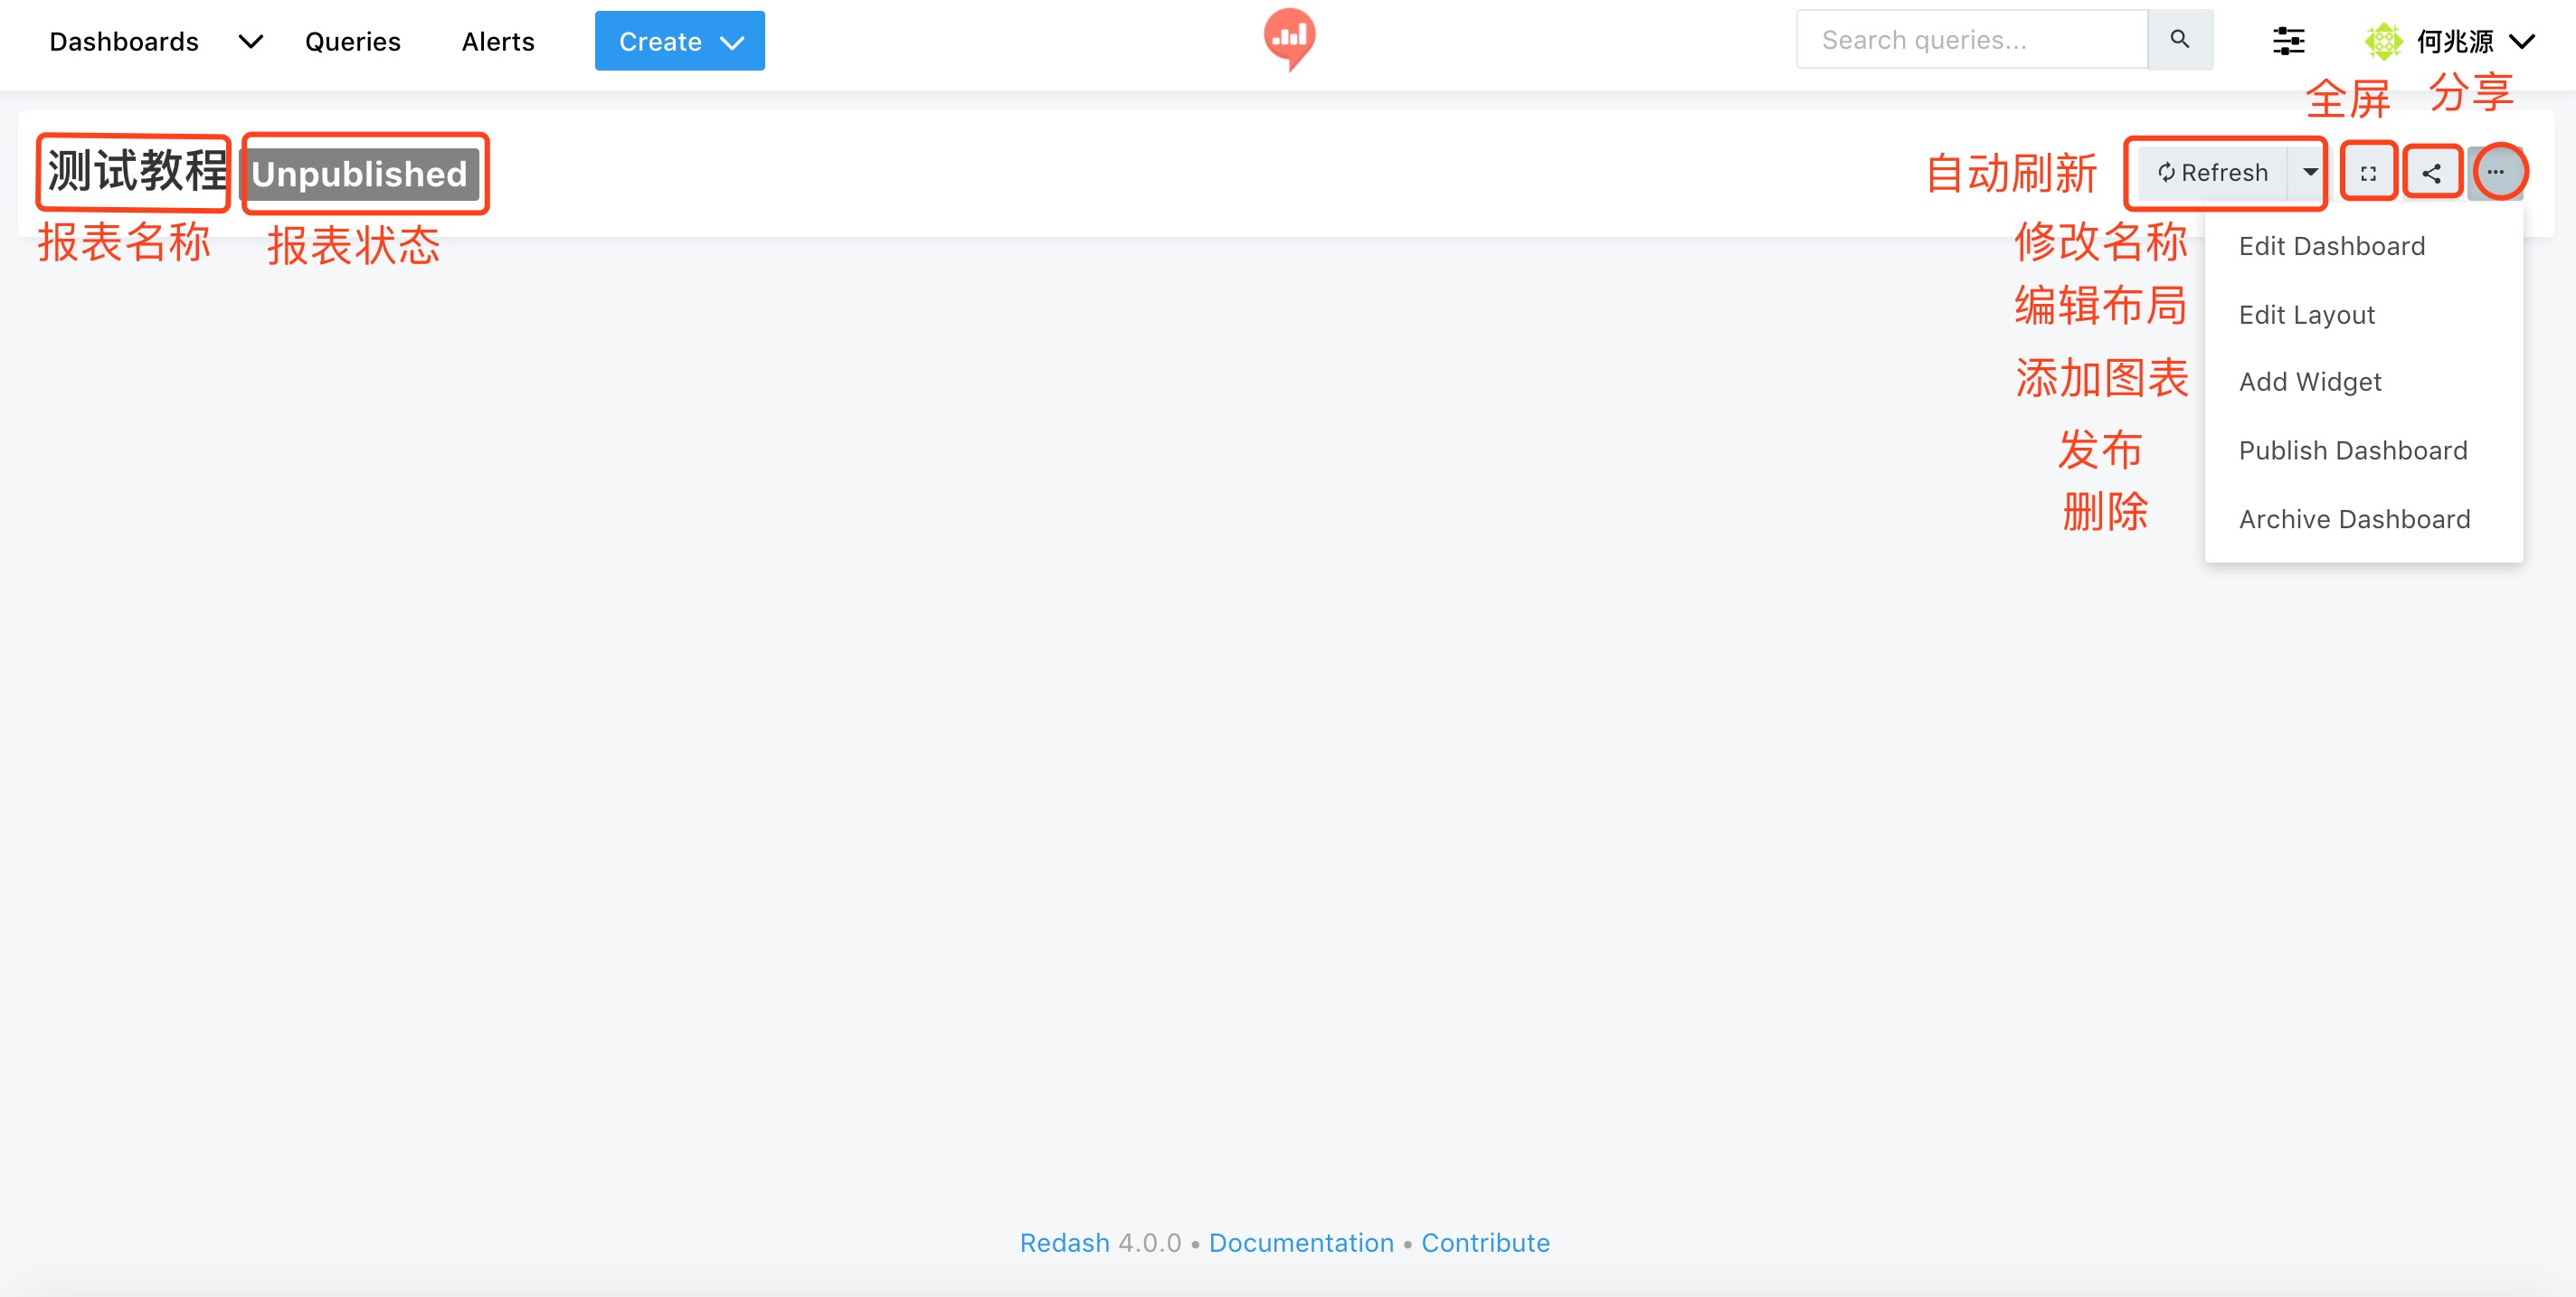 Dashboards Queries Alerts Create Search queries... 何兆源
全屏 分享
测试教程 Unpublished 自动刷新 Refresh
报表名称 报表状态 修改名称 Edit Dashboard
编辑布局 Edit Layout
添加图表 Add Widget
发布 Publish Dashboard
删除 Archive Dashboard
Redash 4.0.0 • Documentation • Contribute